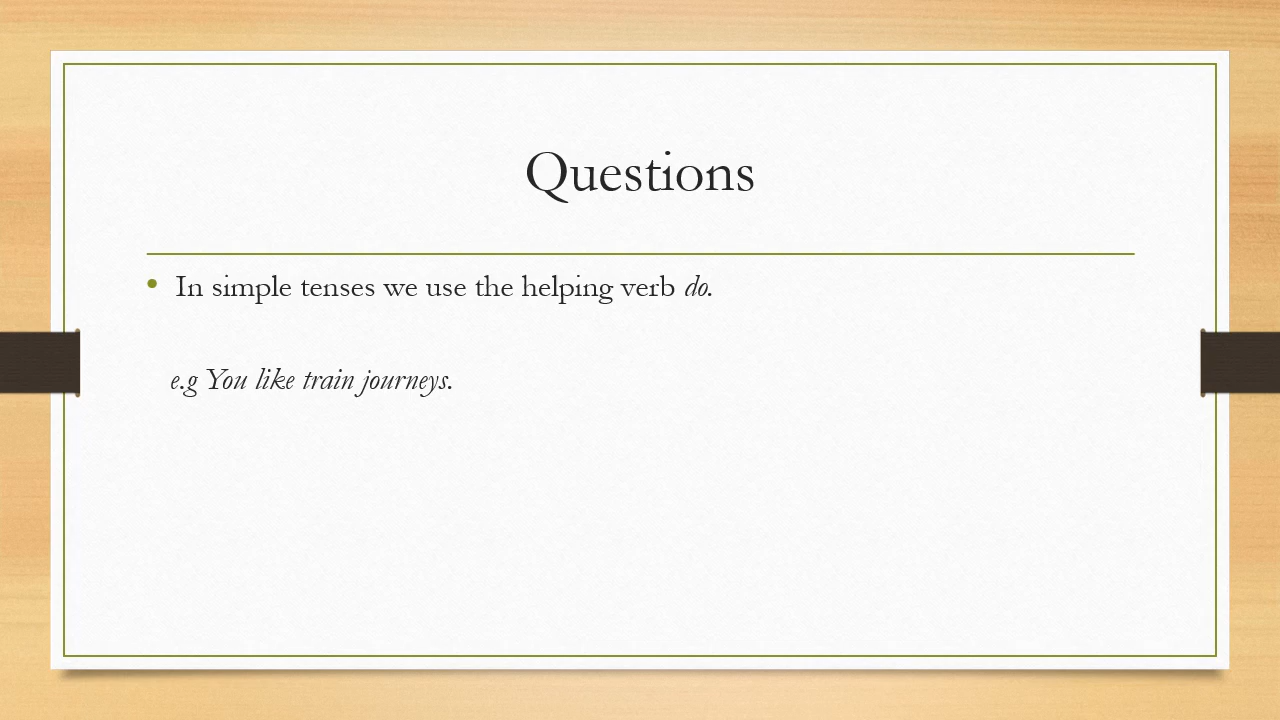 Questions
• In simple tenses we use the helping verb do.
e.g You like train journeys.